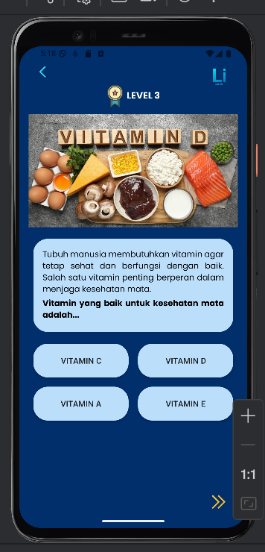 5:16
Li
LEVEL 3
VITAMIN D
Tubuh manusia membutuhkan vitamin agar
tetap sehat dan berfungsi dengan baik.
Salah satu vitamin penting berperan dalam
menjaga kesehatan mata.
Vitamin yang baik untuk kesehatan mata
adalah...
VITAMIN C
VITAMIN D
VITAMIN A
VITAMIN E
1:1